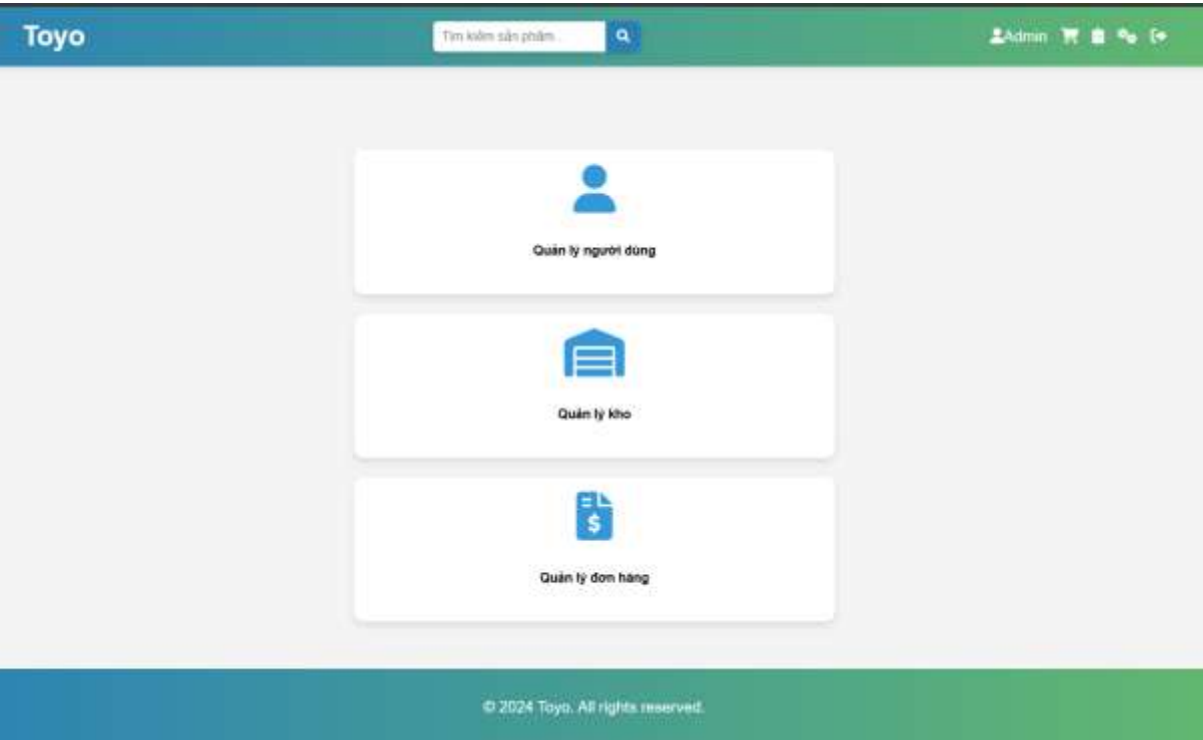 Toyo
Tìm kiếm sản phẩm...
Admin
Quản lý người dùng
Quản lý kho
$
Quản lý đơn hàng
© 2024 Toyo. All rights reserved.